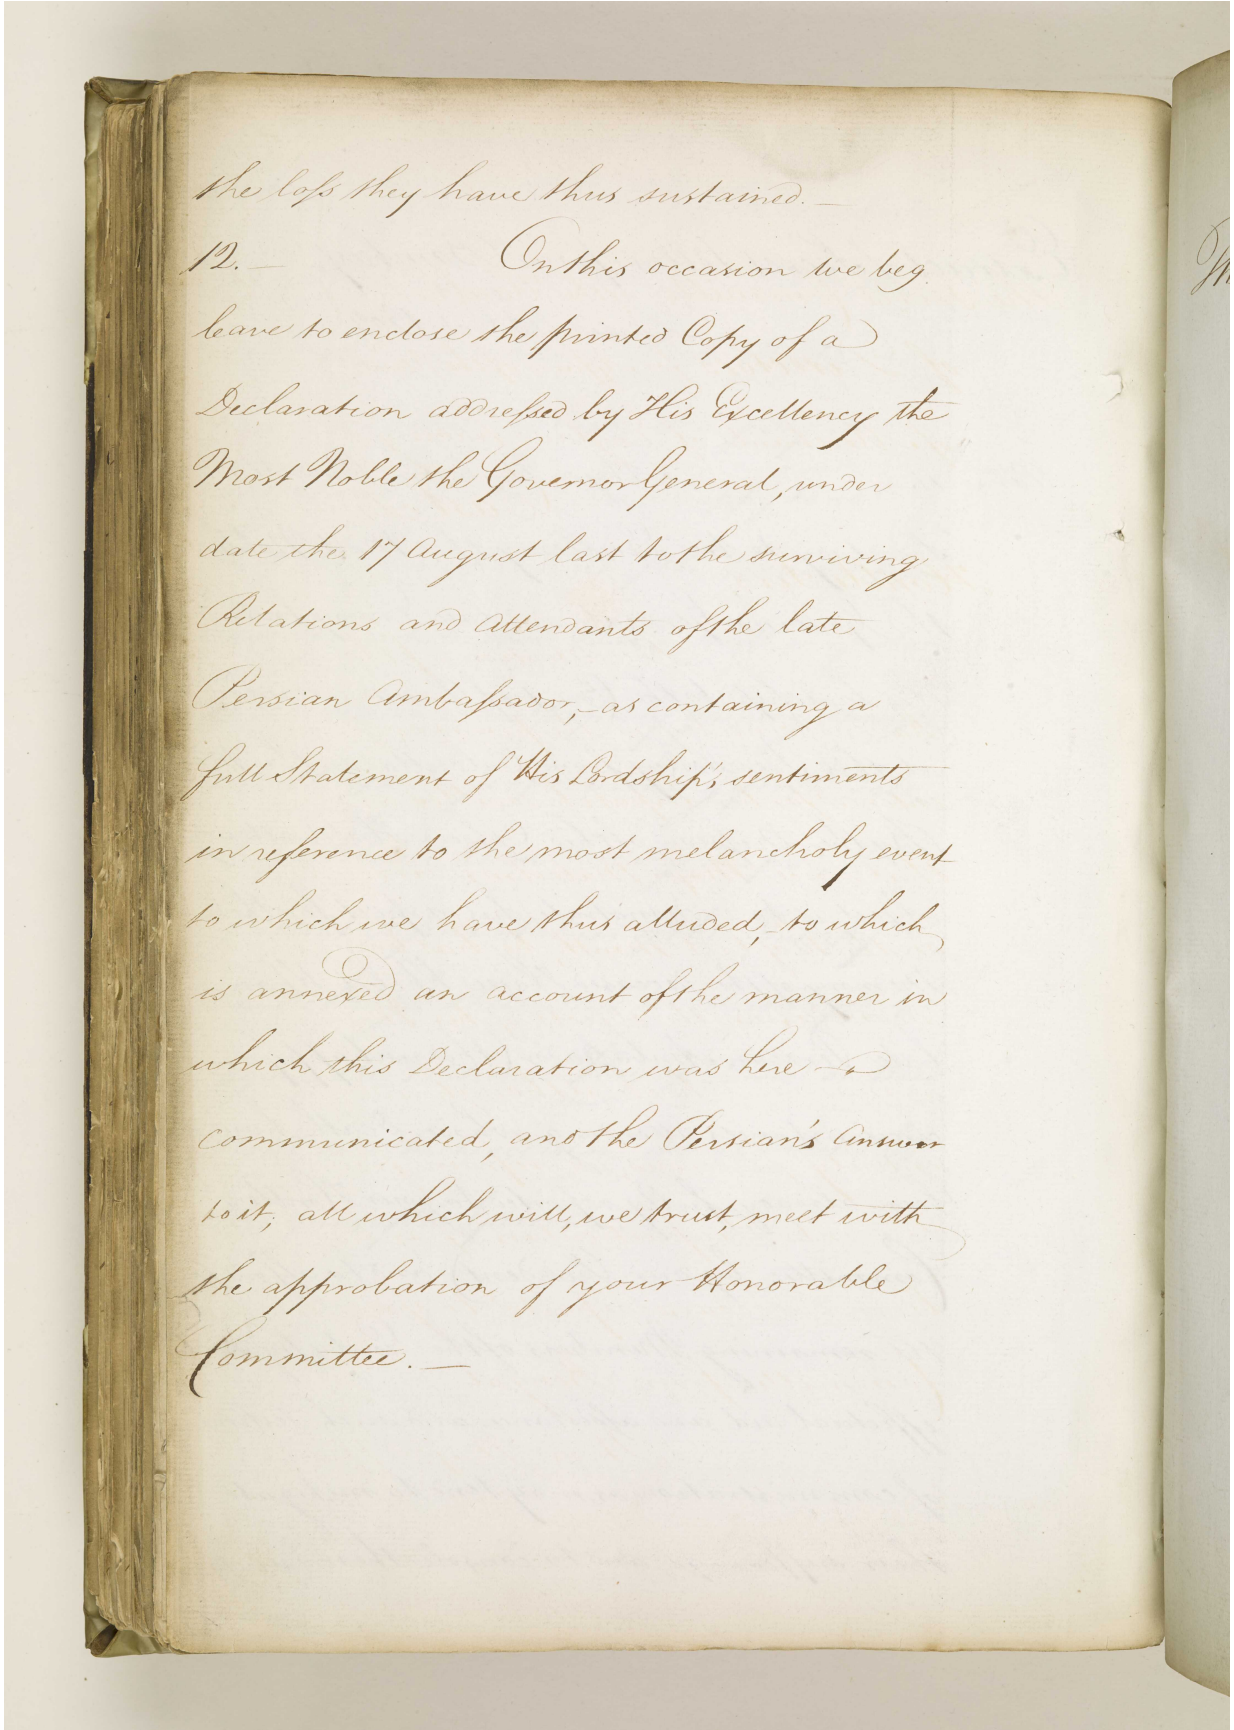 the loſs they have thus sustained. —
12. — On this occasion we beg
leave to enclose the printed Copy of a
Declaration addreſsed by His Excellency the
Most Noble the Governor General, under
date the 17 August last to the surviving
Relations and Attendants of the late
Persian Ambaſsador, – as containing a
full Statement of His Lordship's sentiments
in reference to the most melancholy event
to which we have thus alluded, – to which
is annexed an account of the manner in
which this Declaration was here –
communicated, and the Persian's Answer
to it; all which will, we trust, meet with
the approbation of your Honorable
Committee. —